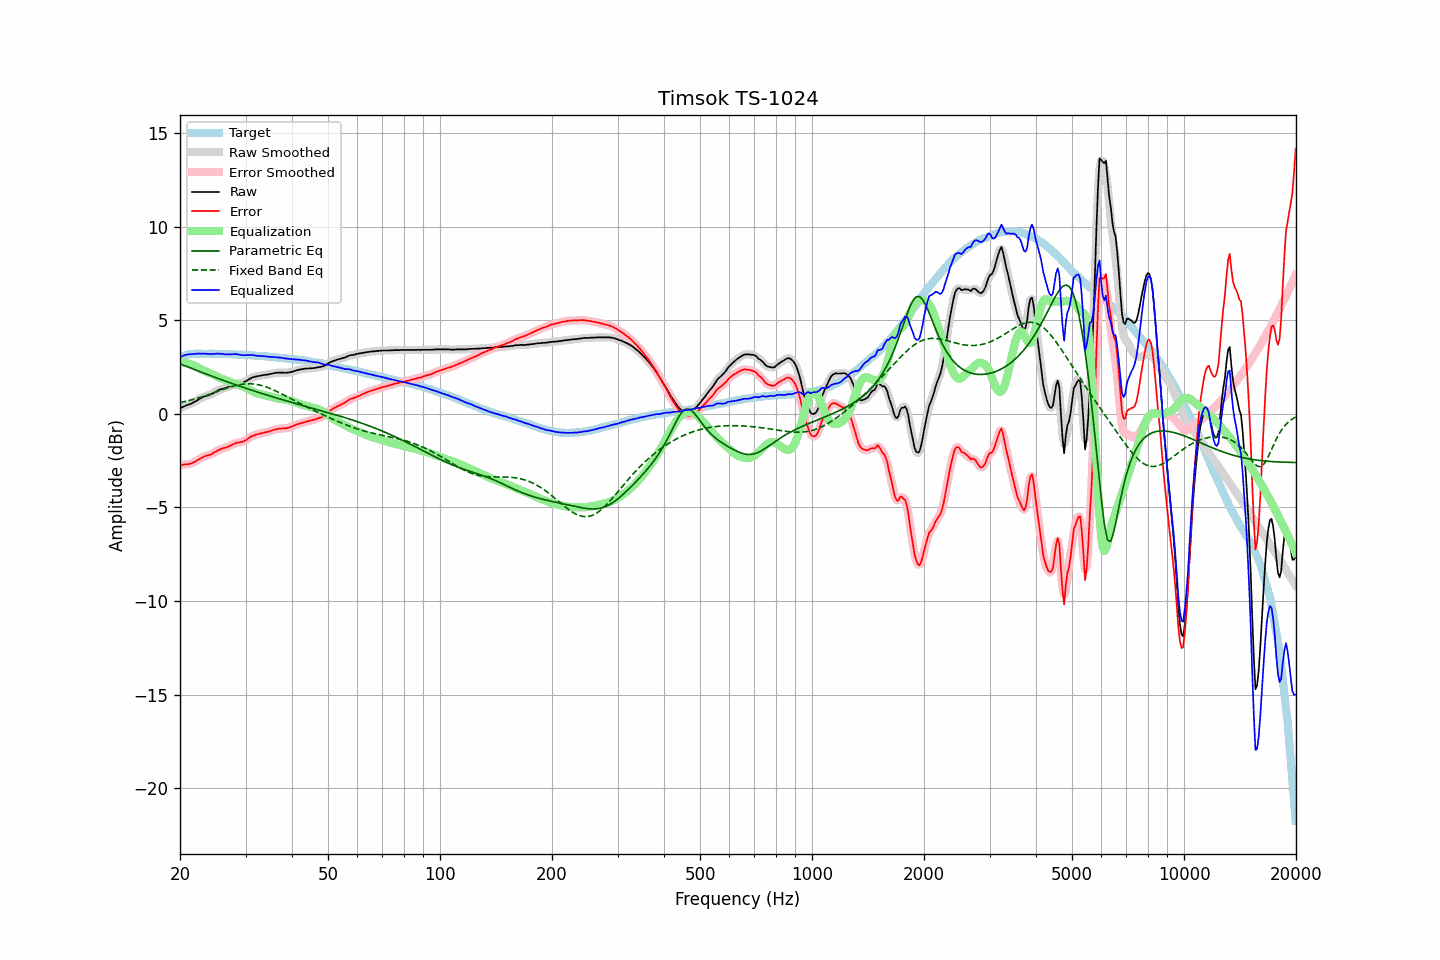 Timsok TS-1024
Target
Raw Smoothed
Error Smoothed
Raw
Error
Equalization
Parametric Eq
Fixed Band Eq
Equalized
15
10
5
0
−5
−10
−15
−20
Amplitude (dBr)
20
50
100
200
500
1000
2000
5000
10000
20000
Frequency (Hz)